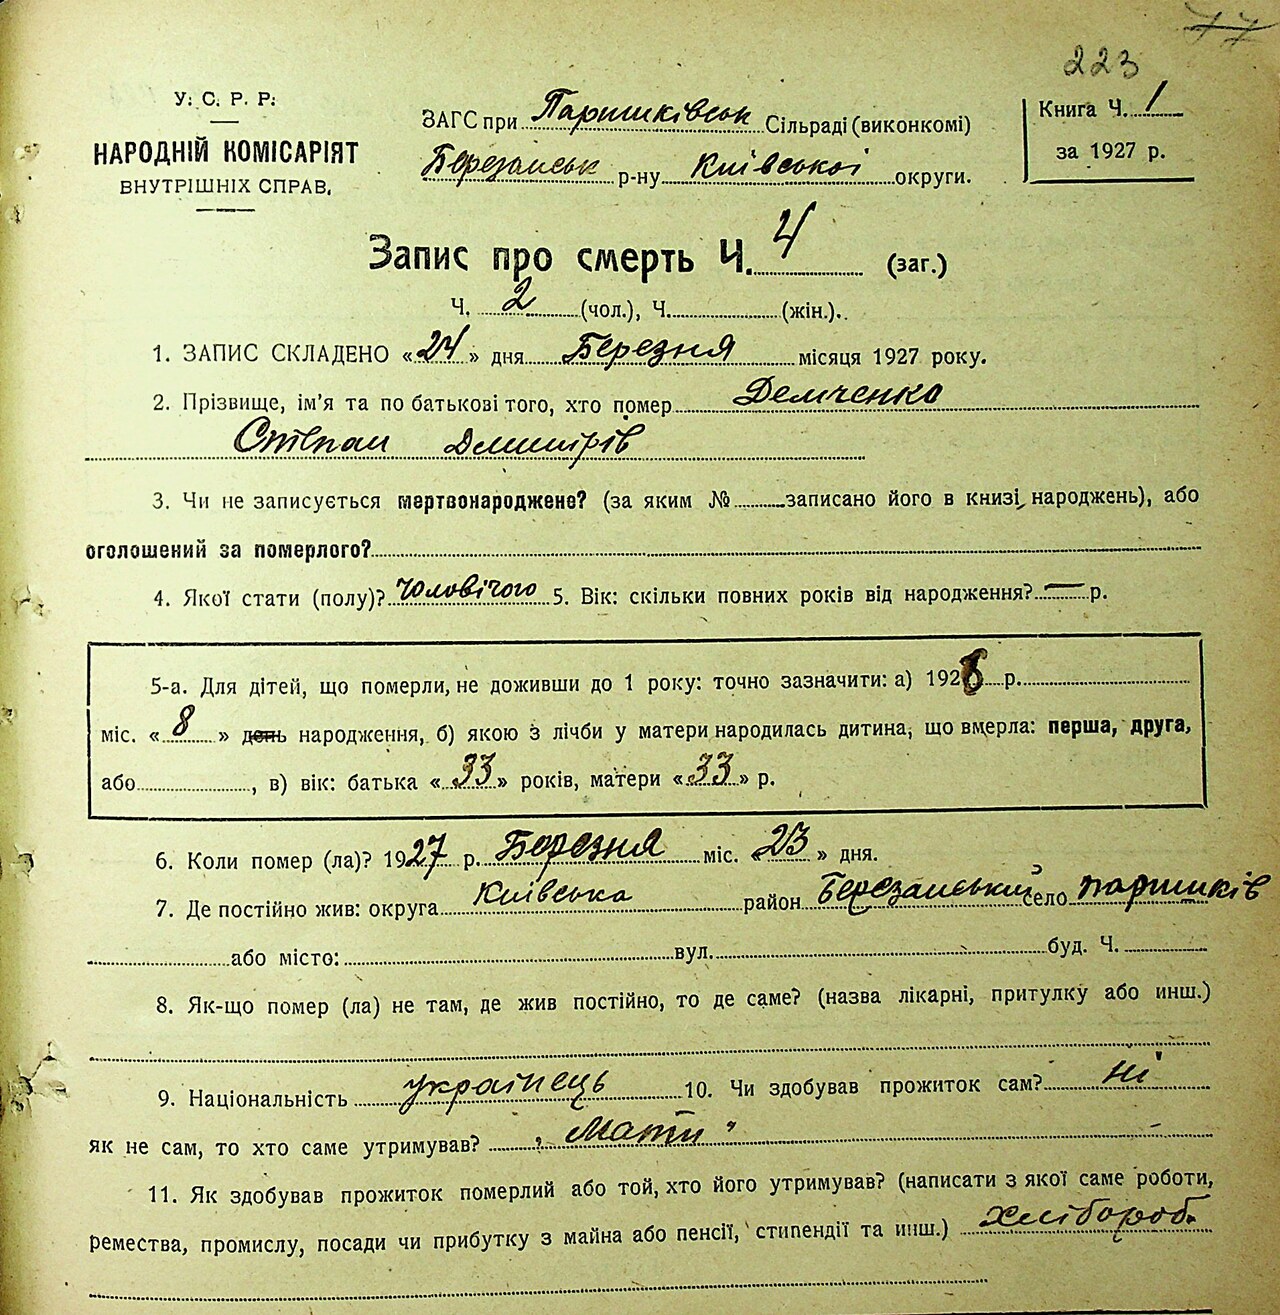 77
223
У. С. Р. Р.
НАРОДНІЙ КОМІСАРІЯТ
ВНУТРІШНІХ СПРАВ.
ЗАГС при Паришківськ Сільраді (виконкомі)
Березанськ р-ну Київської округи.
Книга Ч. 1
за 1927 р.
Запис про смерть Ч. 4 (заг.)
Ч. 2 (чол.), Ч. (жін.).
1. ЗАПИС СКЛАДЕНО «24» дня Березня місяця 1927 року.
2. Прізвище, ім'я та по батькові того, хто помер Демченко
Степан Дмитрів
3. Чи не записується мертвонароджене? (за яким № записано його в книзі народжень), або
оголошений за померлого?
4. Якої стати (полу)? Чоловічого 5. Вік: скільки повних років від народження? — р.
5-а. Для дітей, що померли, не доживши до 1 року: точно зазначити: а) 1926 р.
міс. «8» день народження, б) якою з лічби у матери народилась дитина, що вмерла: перша, друга,
або , в) вік: батька «33» років, матери «33» р.
6. Коли помер (ла)? 1927 р. Березня міс. «23» дня.
7. Де постійно жив: округа Київська район Березанський село Паришків
або місто: вул. буд. Ч.
8. Як-що помер (ла) не там, де жив постійно, то де саме? (назва лікарні, притулку або инш.)
9. Національність українець 10. Чи здобував прожиток сам? ні
як не сам, то хто саме утримував? „Мати"
11. Як здобував прожиток померлий або той, хто його утримував? (написати з якої саме роботи,
ремества, промислу, посади чи прибутку з майна або пенсії, стипендії та инш.) хлібороб.